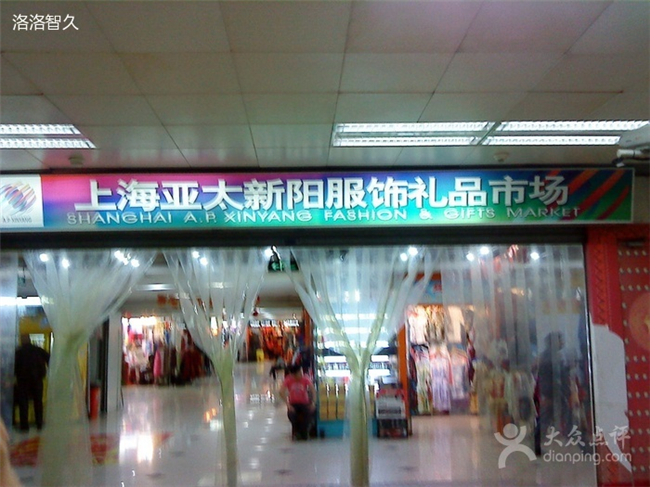 洛洛智久
上海亚太新阳服饰礼品市场
SHANGHAI A.P. XINYANG FASHION & GIFTS MARKET
大众点评
dianping.com